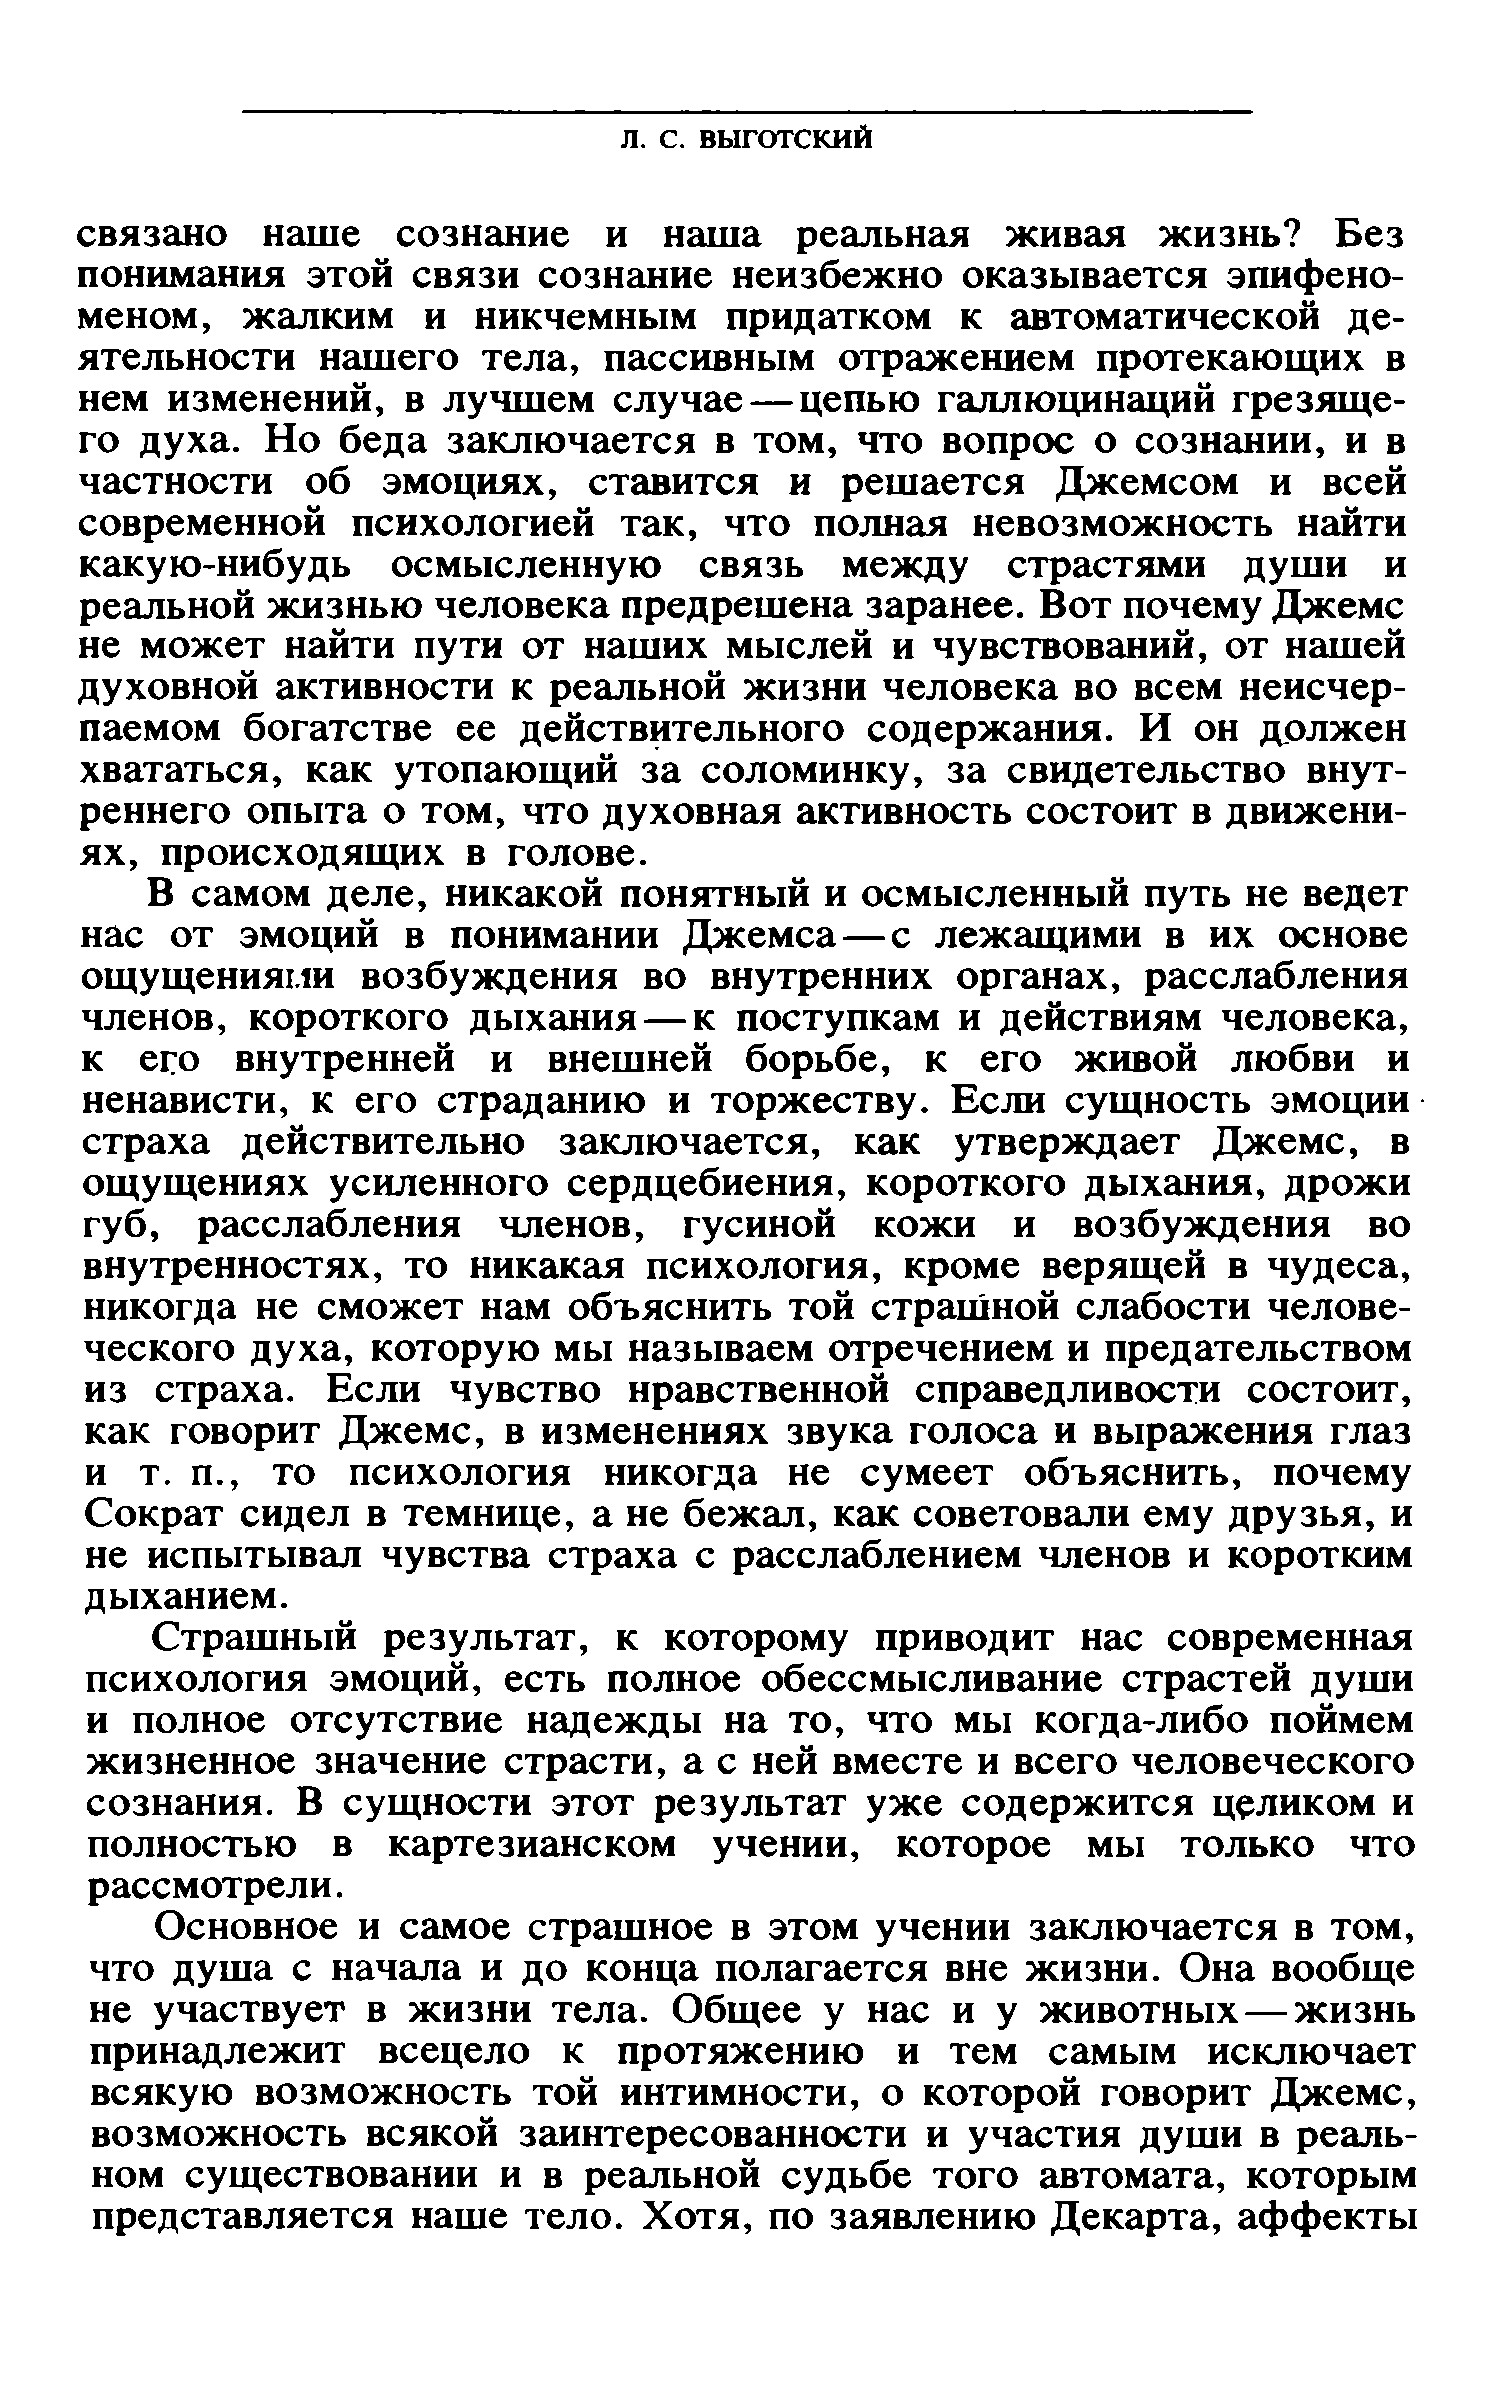 Л. С. ВЫГОТСКИЙ
связано наше сознание и наша реальная живая жизнь? Без
понимания этой связи сознание неизбежно оказывается эпифено-
меном, жалким и никчемным придатком к автоматической де-
ятельности нашего тела, пассивным отражением протекающих в
нем изменений, в лучшем случае — цепью галлюцинаций грезяще-
го духа. Но беда заключается в том, что вопрос о сознании, и в
частности об эмоциях, ставится и решается Джемсом и всей
современной психологией так, что полная невозможность найти
какую-нибудь осмысленную связь между страстями души и
реальной жизнью человека предрешена заранее. Вот почему Джемс
не может найти пути от наших мыслей и чувствований, от нашей
духовной активности к реальной жизни человека во всем неисчер-
паемом богатстве ее действительного содержания. И он должен
хвататься, как утопающий за соломинку, за свидетельство внут-
реннего опыта о том, что духовная активность состоит в движени-
ях, происходящих в голове.
В самом деле, никакой понятный и осмысленный путь не ведет
нас от эмоций в понимании Джемса — с лежащими в их основе
ощущениями возбуждения во внутренних органах, расслабления
членов, короткого дыхания — к поступкам и действиям человека,
к его внутренней и внешней борьбе, к его живой любви и
ненависти, к его страданию и торжеству. Если сущность эмоции
страха действительно заключается, как утверждает Джемс, в
ощущениях усиленного сердцебиения, короткого дыхания, дрожи
губ, расслабления членов, гусиной кожи и возбуждения во
внутренностях, то никакая психология, кроме верящей в чудеса,
никогда не сможет нам объяснить той страшной слабости челове-
ческого духа, которую мы называем отречением и предательством
из страха. Если чувство нравственной справедливости состоит,
как говорит Джемс, в изменениях звука голоса и выражения глаз
и т. п., то психология никогда не сумеет объяснить, почему
Сократ сидел в темнице, а не бежал, как советовали ему друзья, и
не испытывал чувства страха с расслаблением членов и коротким
дыханием.
Страшный результат, к которому приводит нас современная
психология эмоций, есть полное обессмысливание страстей души
и полное отсутствие надежды на то, что мы когда-либо поймем
жизненное значение страсти, а с ней вместе и всего человеческого
сознания. В сущности этот результат уже содержится целиком и
полностью в картезианском учении, которое мы только что
рассмотрели.
Основное и самое страшное в этом учении заключается в том,
что душа с начала и до конца полагается вне жизни. Она вообще
не участвует в жизни тела. Общее у нас и у животных — жизнь
принадлежит всецело к протяжению и тем самым исключает
всякую возможность той интимности, о которой говорит Джемс,
возможность всякой заинтересованности и участия души в реаль-
ном существовании и в реальной судьбе того автомата, которым
представляется наше тело. Хотя, по заявлению Декарта, аффекты